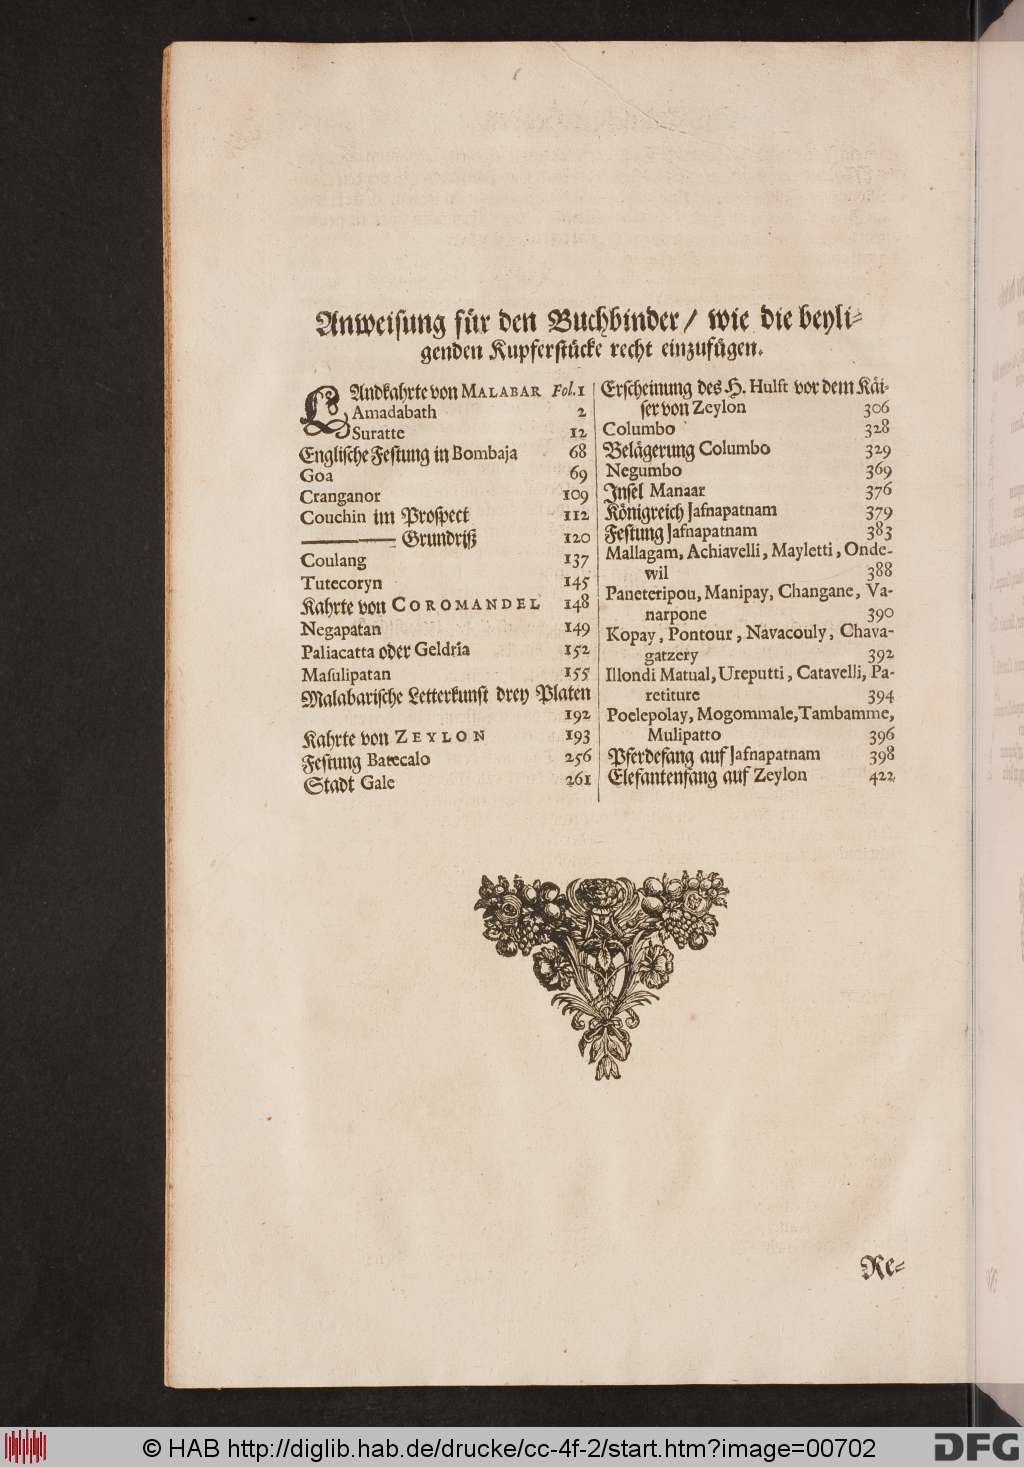 Anweisung für den Buchbinder / wie die beyli-
genden Kupferstücke recht einzufügen.
LAndkahrte von MALABAR Fol. 1
Amadabath 2
Suratte 12
Englische Festung in Bombaja 68
Goa 69
Cranganor 109
Couchin im Prospect 112
——— Grundriß 120
Coulang 137
Tutecoryn 145
Kahrte von COROMANDEL 148
Negapatan 149
Paliacatta oder Geldria 152
Masulipatan 155
Malabarische Letterkunst drey Platen
192
Kahrte von ZEYLON 193
Festung Batecalo 256
Stadt Gale 261
Erscheinung des H. Hulst vor dem Käi-
ser von Zeylon 306
Columbo 328
Belägerung Columbo 329
Negumbo 369
Insel Manaar 376
Königreich Jafnapatnam 379
Festung Jafnapatnam 383
Mallagam, Achiavelli, Mayletti, Onde-
wil 388
Paneteripou, Manipay, Changane, Va-
narpone 390
Kopay, Pontour, Navacouly, Chava-
gatzery 392
Illondi Matual, Ureputti, Catavelli, Pa-
retiture 394
Poelepolay, Mogommale, Tambamme,
Mulipatto 396
Pferdefang auf Jafnapatnam 398
Elefantenfang auf Zeylon 422
Re-
© HAB http://diglib.hab.de/drucke/cc-4f-2/start.htm?image=00702
DFG